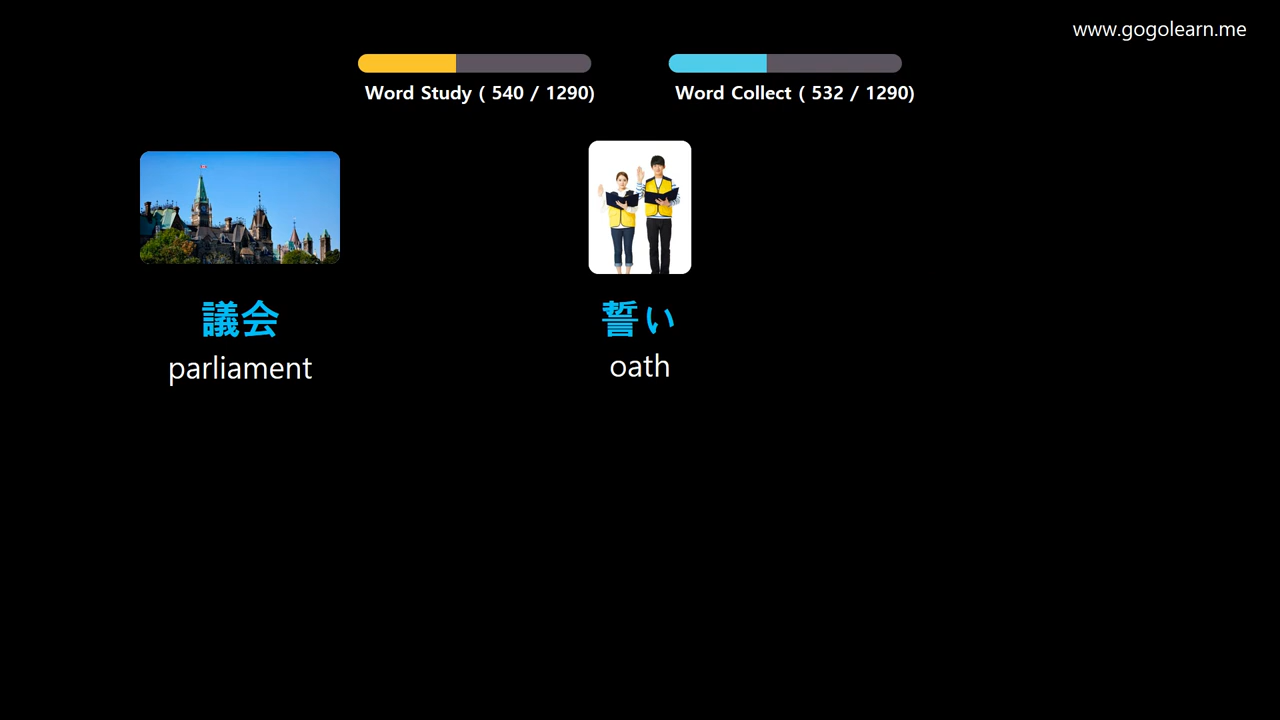 www.gogolearn.me
Word Study ( 540 / 1290)
Word Collect ( 532 / 1290)
議会
parliament
誓い
oath